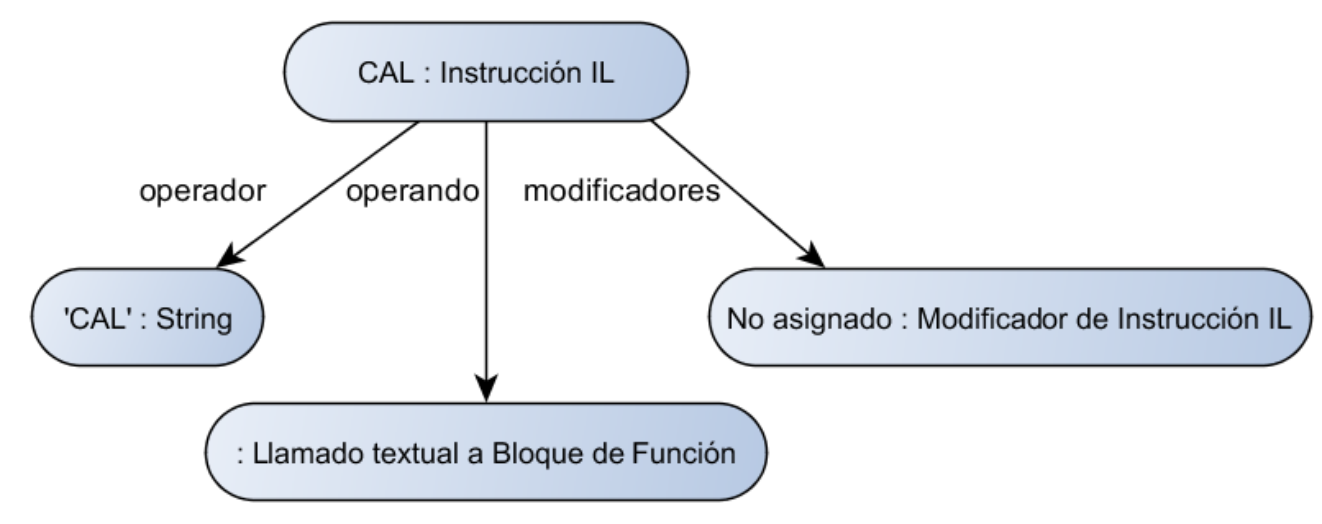 CAL : Instrucción IL
operador
operando
modificadores
'CAL' : String
No asignado : Modificador de Instrucción IL
: Llamado textual a Bloque de Función